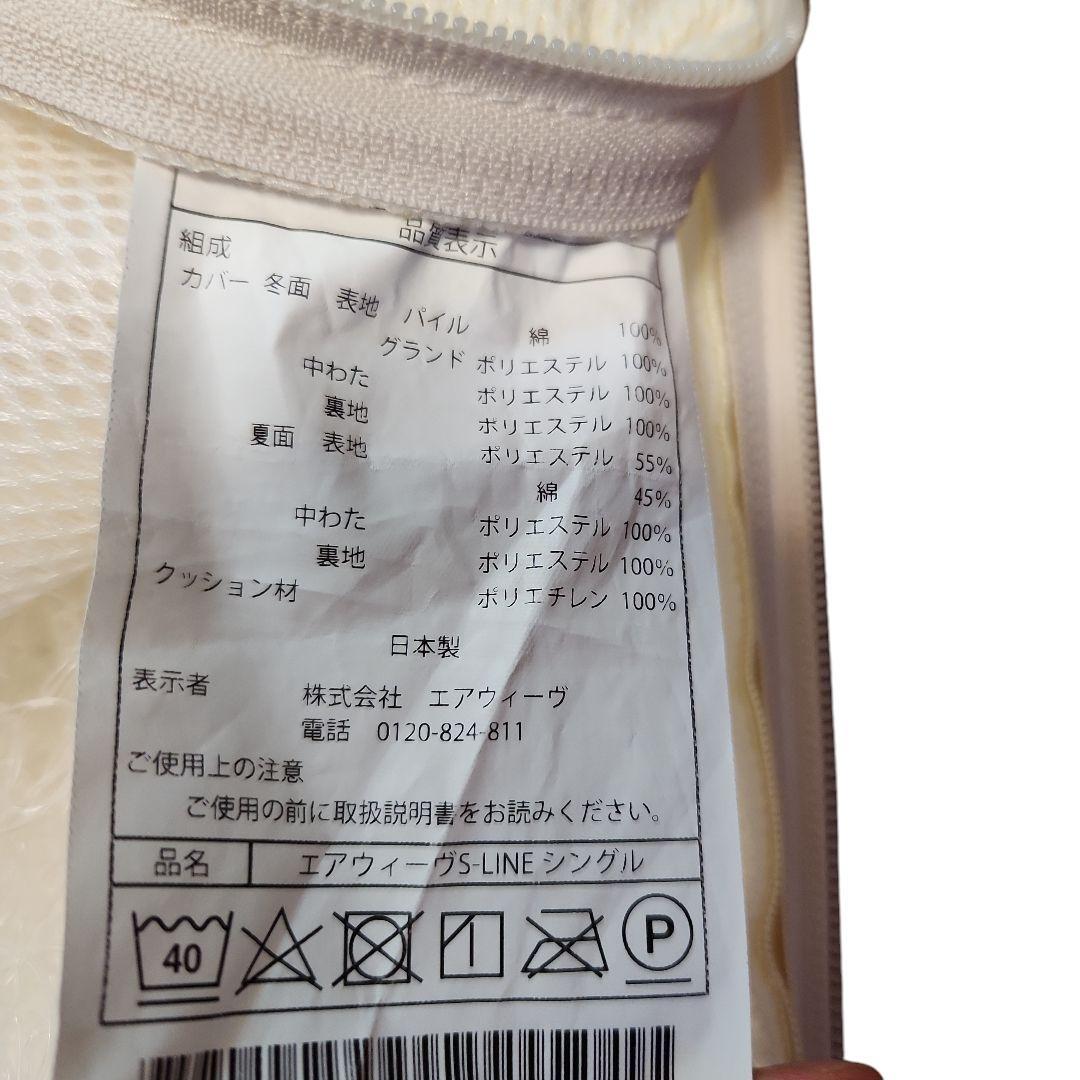 品質表示
組成
カバー 冬面 表地 パイル 綿 100%
グランド ポリエステル 100%
中わた ポリエステル 100%
裏地 ポリエステル 100%
夏面 表地 ポリエステル 55%
綿 45%
中わた ポリエステル 100%
裏地 ポリエステル 100%
クッション材 ポリエチレン 100%
日本製
表示者 株式会社 エアウィーヴ
電話 0120-824-811
ご使用上の注意
ご使用の前に取扱説明書をお読みください。
品名 エアウィーヴS-LINE シングル
40 P